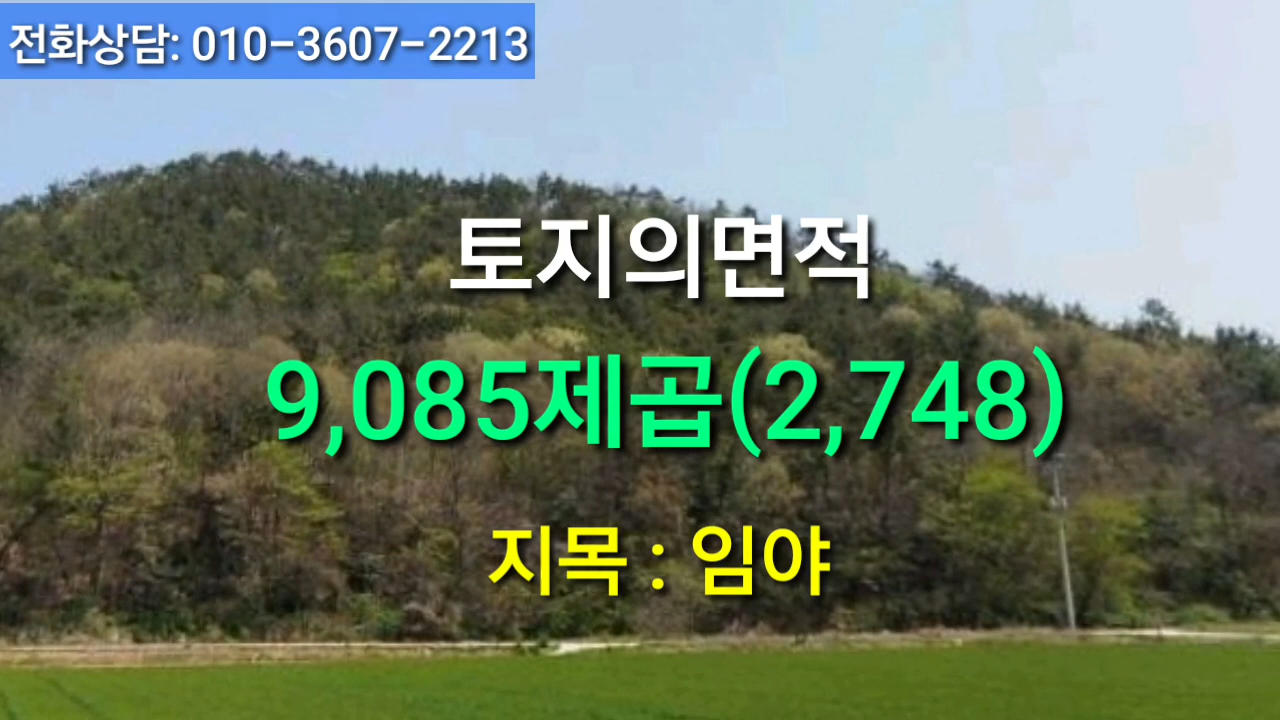 전화상담: 010-3607-2213
토지의면적
9,085제곱(2,748)
지목 : 임야